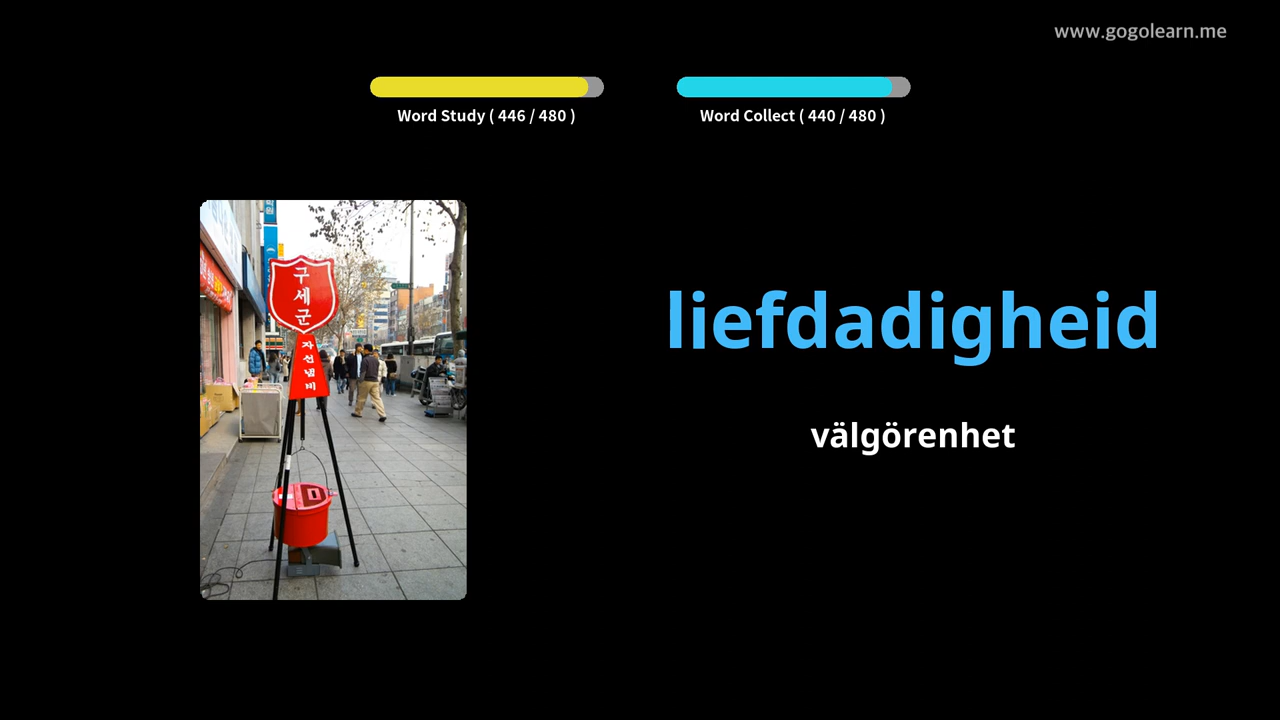 www.gogolearn.me
Word Study ( 446 / 480 )
Word Collect ( 440 / 480 )
구세군
자선냄비
liefdadigheid
välgörenhet